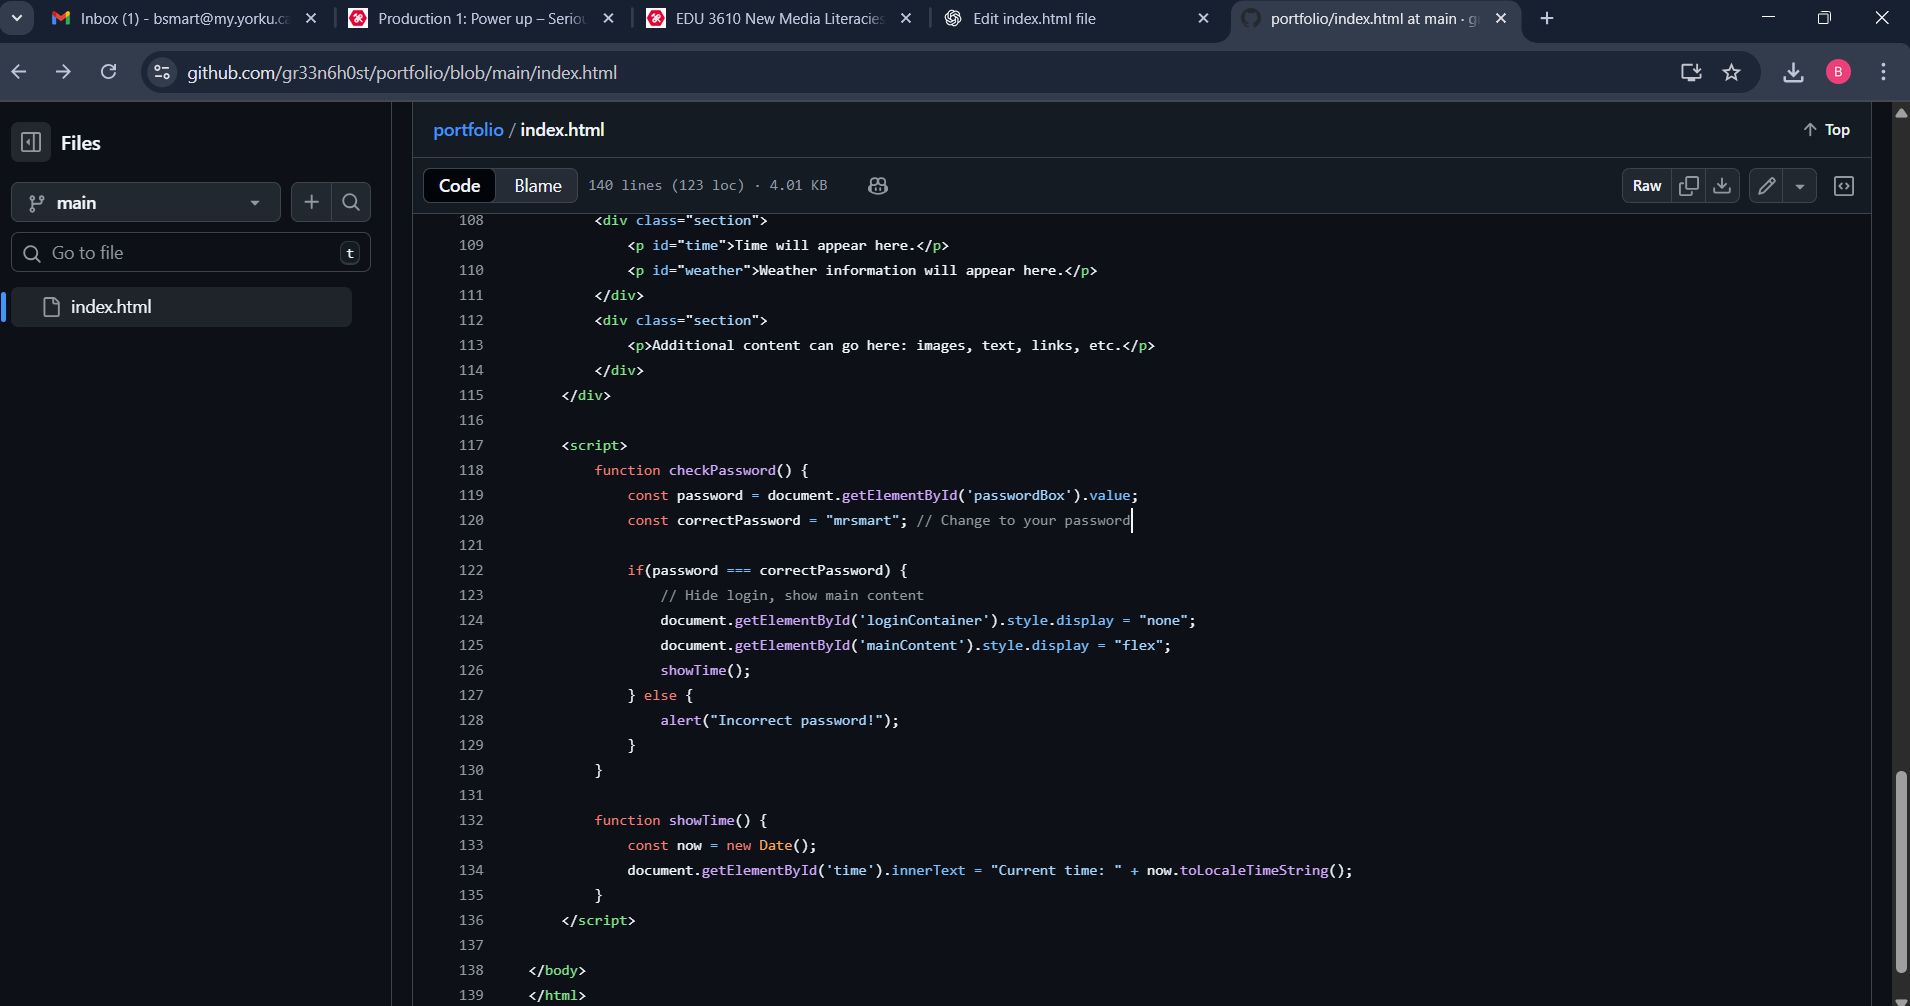 Inbox (1) - bsmart@my.yorku.ca
Production 1: Power up – Seriou
EDU 3610 New Media Literacies
Edit index.html file
portfolio/index.html at main · g
github.com/gr33n6h0st/portfolio/blob/main/index.html
B
Files
main
Go to file
t
index.html
portfolio / index.html
Top
Code
Blame
140 lines (123 loc) · 4.01 KB
Raw
108 <div class="section">
109 <p id="time">Time will appear here.</p>
110 <p id="weather">Weather information will appear here.</p>
111 </div>
112 <div class="section">
113 <p>Additional content can go here: images, text, links, etc.</p>
114 </div>
115 </div>
116
117 <script>
118 function checkPassword() {
119 const password = document.getElementById('passwordBox').value;
120 const correctPassword = "mrsmart"; // Change to your password
121
122 if(password === correctPassword) {
123 // Hide login, show main content
124 document.getElementById('loginContainer').style.display = "none";
125 document.getElementById('mainContent').style.display = "flex";
126 showTime();
127 } else {
128 alert("Incorrect password!");
129 }
130 }
131
132 function showTime() {
133 const now = new Date();
134 document.getElementById('time').innerText = "Current time: " + now.toLocaleTimeString();
135 }
136 </script>
137
138 </body>
139 </html>